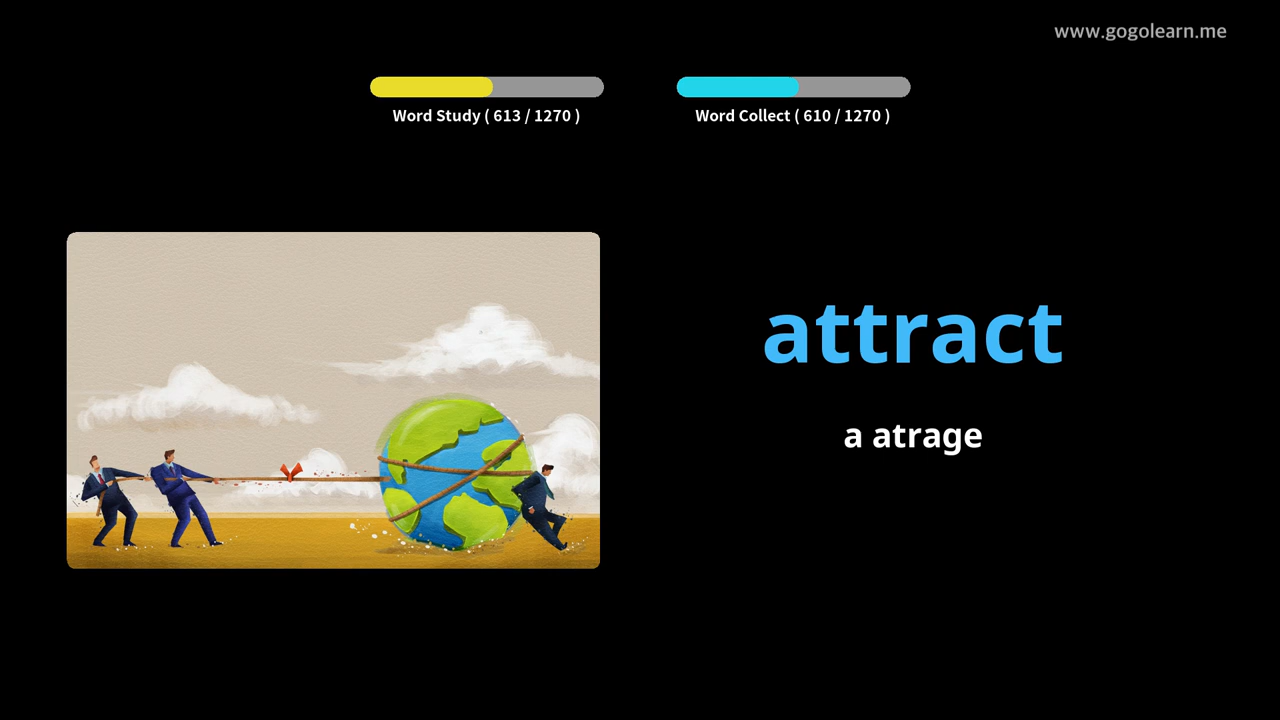 www.gogolearn.me
Word Study ( 613 / 1270 )
Word Collect ( 610 / 1270 )
attract
a atrage